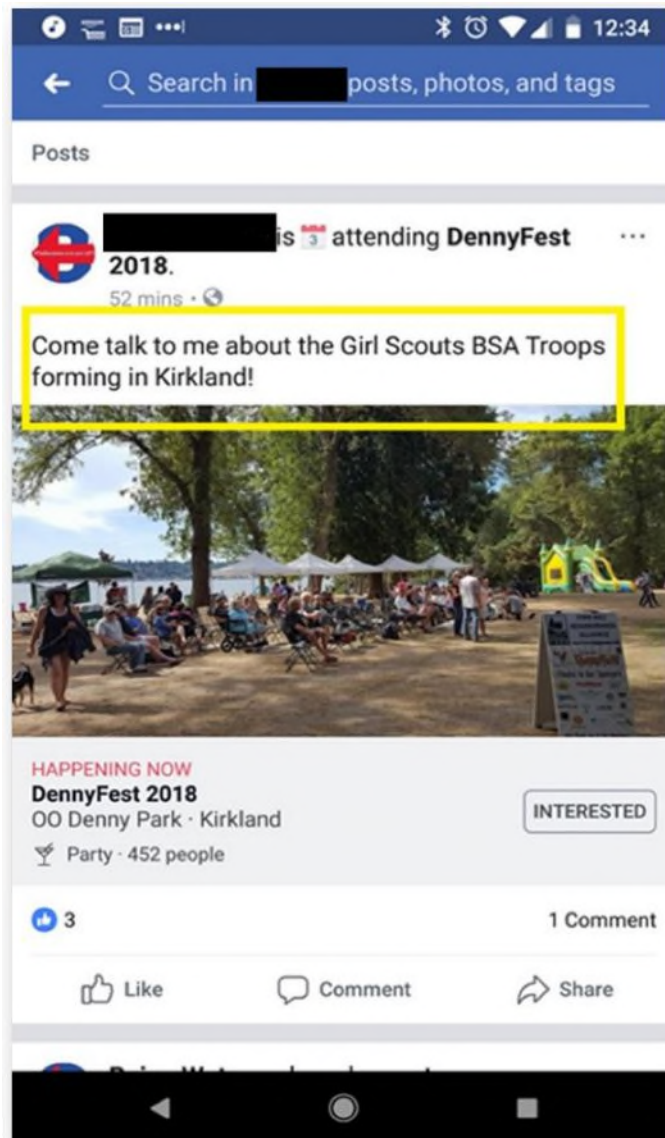 12:34
Search in posts, photos, and tags
Posts
is 3 attending DennyFest
2018.
52 mins ·
Come talk to me about the Girl Scouts BSA Troops
forming in Kirkland!
HAPPENING NOW
DennyFest 2018
OO Denny Park · Kirkland
INTERESTED
Party · 452 people
3
1 Comment
Like
Comment
Share